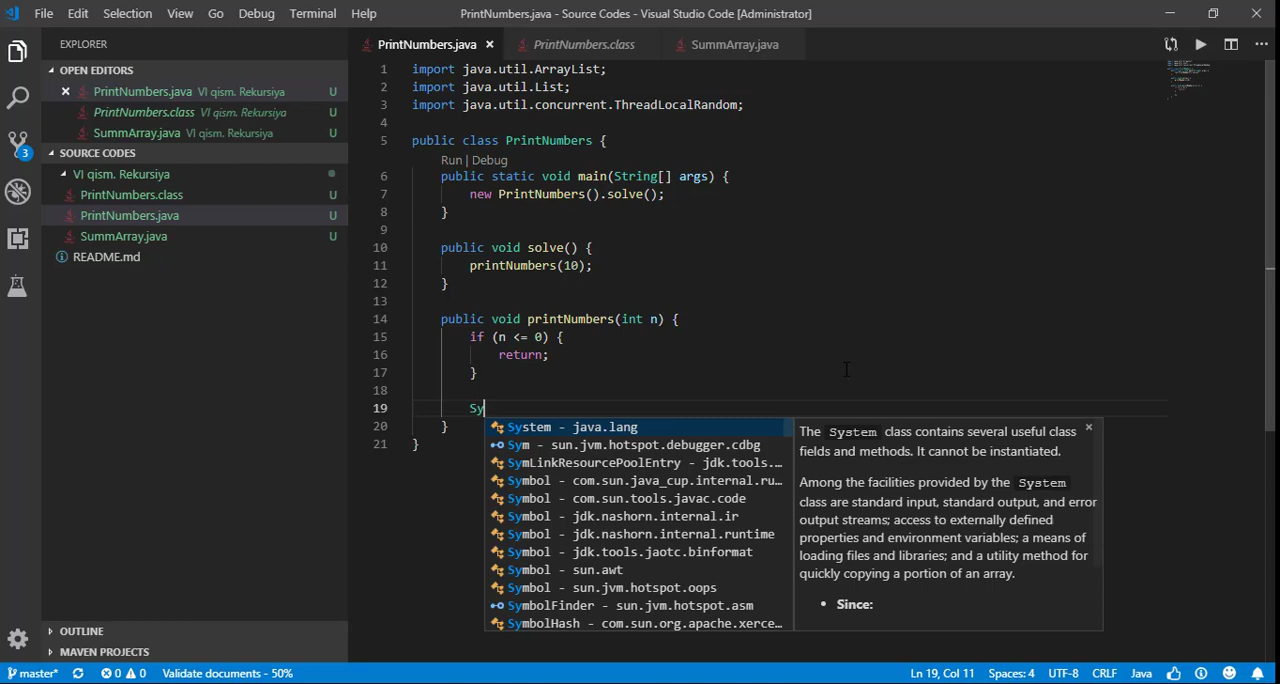 File Edit Selection View Go Debug Terminal Help PrintNumbers.java - Source Codes - Visual Studio Code [Administrator]
EXPLORER
OPEN EDITORS
PrintNumbers.java VI qism. Rekursiya U
PrintNumbers.class VI qism. Rekursiya U
SummArray.java VI qism. Rekursiya U
SOURCE CODES
VI qism. Rekursiya
PrintNumbers.class U
PrintNumbers.java U
SummArray.java U
README.md
OUTLINE
MAVEN PROJECTS
3
PrintNumbers.java PrintNumbers.class SummArray.java
1 import java.util.ArrayList;
2 import java.util.List;
3 import java.util.concurrent.ThreadLocalRandom;
4
5 public class PrintNumbers {
Run | Debug
6 public static void main(String[] args) {
7 new PrintNumbers().solve();
8 }
9
10 public void solve() {
11 printNumbers(10);
12 }
13
14 public void printNumbers(int n) {
15 if (n <= 0) {
16 return;
17 }
18
19 Sy
20 }
21 }
System - java.lang
Sym - sun.jvm.hotspot.debugger.cdbg
SymLinkResourcePoolEntry - jdk.tools...
Symbol - com.sun.java_cup.internal.ru...
Symbol - com.sun.tools.javac.code
Symbol - jdk.nashorn.internal.ir
Symbol - jdk.nashorn.internal.runtime
Symbol - jdk.tools.jaotc.binformat
Symbol - sun.awt
Symbol - sun.jvm.hotspot.oops
SymbolFinder - sun.jvm.hotspot.asm
SymbolHash - com.sun.org.apache.xerce...
The System class contains several useful class
fields and methods. It cannot be instantiated.
Among the facilities provided by the System
class are standard input, standard output, and error
output streams; access to externally defined
properties and environment variables; a means of
loading files and libraries; and a utility method for
quickly copying a portion of an array.
• Since:
master* 0 0 Validate documents - 50% Ln 19, Col 11 Spaces: 4 UTF-8 CRLF Java